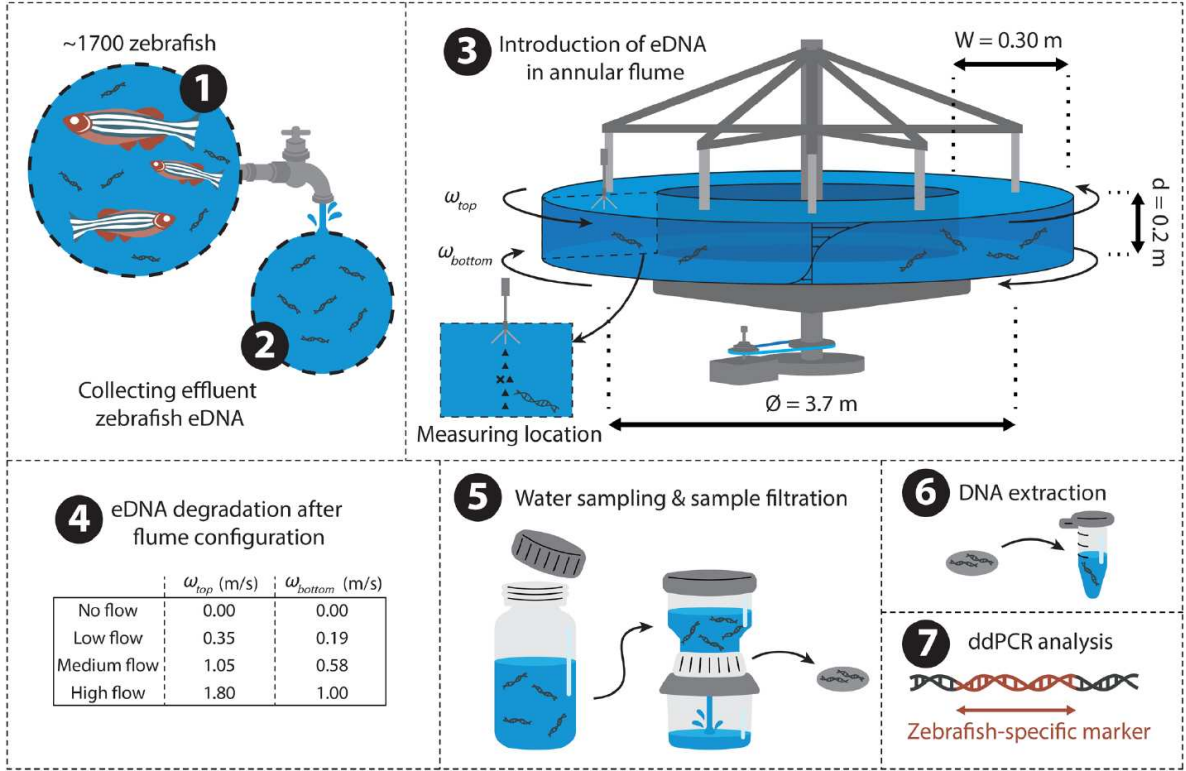 ~1700 zebrafish
1
2
Collecting effluent
zebrafish eDNA
3
Introduction of eDNA
in annular flume
W = 0.30 m
ω_top
ω_bottom
d = 0.2 m
Measuring location
Ø = 3.7 m
4
eDNA degradation after
flume configuration
ω_top (m/s) ω_bottom (m/s)
No flow 0.00 0.00
Low flow 0.35 0.19
Medium flow 1.05 0.58
High flow 1.80 1.00
5
Water sampling & sample filtration
6
DNA extraction
7
ddPCR analysis
Zebrafish-specific marker